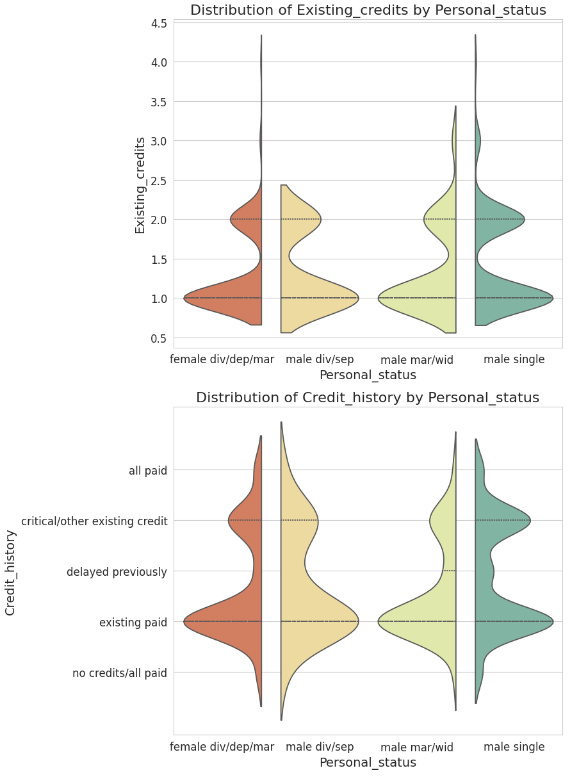 Distribution of Existing_credits by Personal_status
4.5
4.0
3.5
3.0
2.5
2.0
1.5
1.0
0.5
Existing_credits
female div/dep/mar male div/sep male mar/wid male single
Personal_status
Distribution of Credit_history by Personal_status
all paid
critical/other existing credit
delayed previously
existing paid
no credits/all paid
Credit_history
female div/dep/mar male div/sep male mar/wid male single
Personal_status